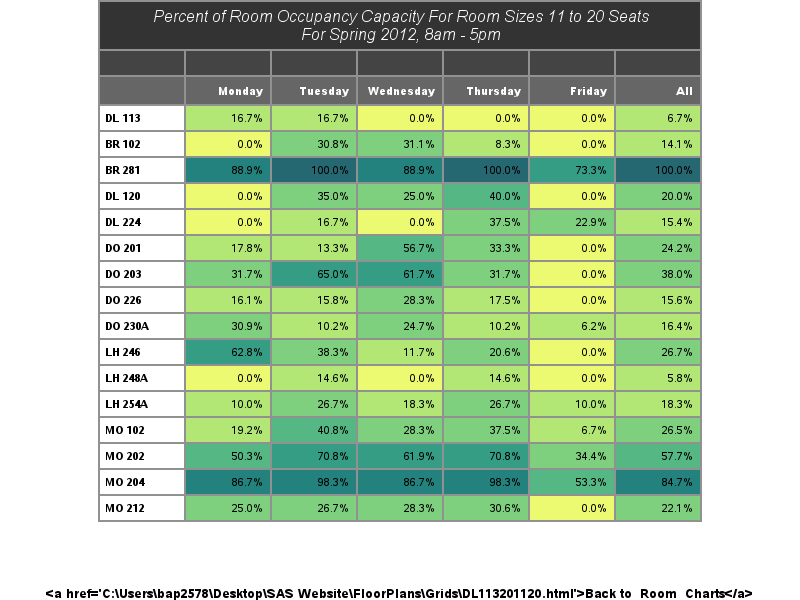 Percent of Room Occupancy Capacity For Room Sizes 11 to 20 Seats
For Spring 2012, 8am - 5pm
Monday Tuesday Wednesday Thursday Friday All
DL 113 16.7% 16.7% 0.0% 0.0% 0.0% 6.7%
BR 102 0.0% 30.8% 31.1% 8.3% 0.0% 14.1%
BR 281 88.9% 100.0% 88.9% 100.0% 73.3% 100.0%
DL 120 0.0% 35.0% 25.0% 40.0% 0.0% 20.0%
DL 224 0.0% 16.7% 0.0% 37.5% 22.9% 15.4%
DO 201 17.8% 13.3% 56.7% 33.3% 0.0% 24.2%
DO 203 31.7% 65.0% 61.7% 31.7% 0.0% 38.0%
DO 226 16.1% 15.8% 28.3% 17.5% 0.0% 15.6%
DO 230A 30.9% 10.2% 24.7% 10.2% 6.2% 16.4%
LH 246 62.8% 38.3% 11.7% 20.6% 0.0% 26.7%
LH 248A 0.0% 14.6% 0.0% 14.6% 0.0% 5.8%
LH 254A 10.0% 26.7% 18.3% 26.7% 10.0% 18.3%
MO 102 19.2% 40.8% 28.3% 37.5% 6.7% 26.5%
MO 202 50.3% 70.8% 61.9% 70.8% 34.4% 57.7%
MO 204 86.7% 98.3% 86.7% 98.3% 53.3% 84.7%
MO 212 25.0% 26.7% 28.3% 30.6% 0.0% 22.1%
<a href='C:\Users\bap2578\Desktop\SAS Website\FloorPlans\Grids\DL113201120.html'>Back to Room Charts</a>